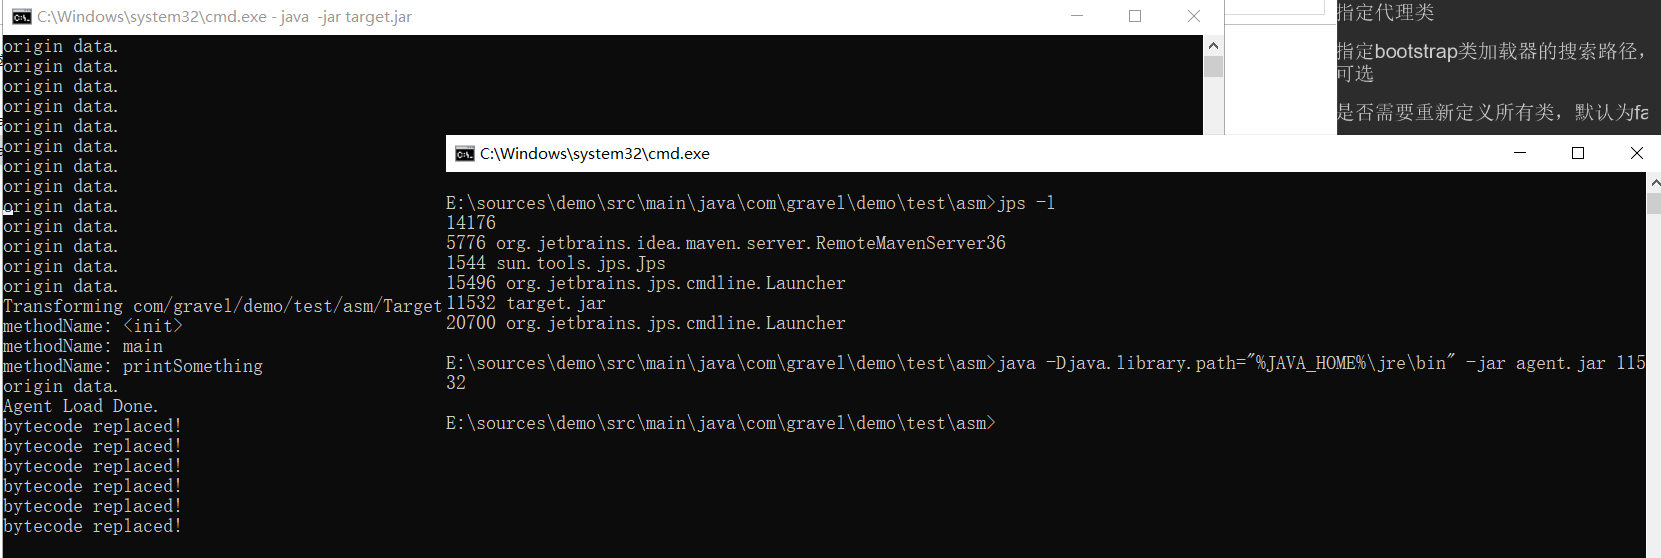 C:\Windows\system32\cmd.exe - java  -jar target.jar
origin data.
origin data.
origin data.
origin data.
origin data.
origin data.
origin data.
origin data.
origin data.
origin data.
origin data.
origin data.
origin data.
Transforming com/gravel/demo/test/asm/Target
methodName: <init>
methodName: main
methodName: printSomething
origin data.
Agent Load Done.
bytecode replaced!
bytecode replaced!
bytecode replaced!
bytecode replaced!
bytecode replaced!
bytecode replaced!
C:\Windows\system32\cmd.exe
E:\sources\demo\src\main\java\com\gravel\demo\test\asm>jps -l
14176
5776 org.jetbrains.idea.maven.server.RemoteMavenServer36
1544 sun.tools.jps.Jps
15496 org.jetbrains.jps.cmdline.Launcher
11532 target.jar
20700 org.jetbrains.jps.cmdline.Launcher
E:\sources\demo\src\main\java\com\gravel\demo\test\asm>java -Djava.library.path="%JAVA_HOME%\jre\bin" -jar agent.jar 115
32
E:\sources\demo\src\main\java\com\gravel\demo\test\asm>
指定代理类
指定bootstrap类加载器的搜索路径，
可选
是否需要重新定义所有类，默认为fa